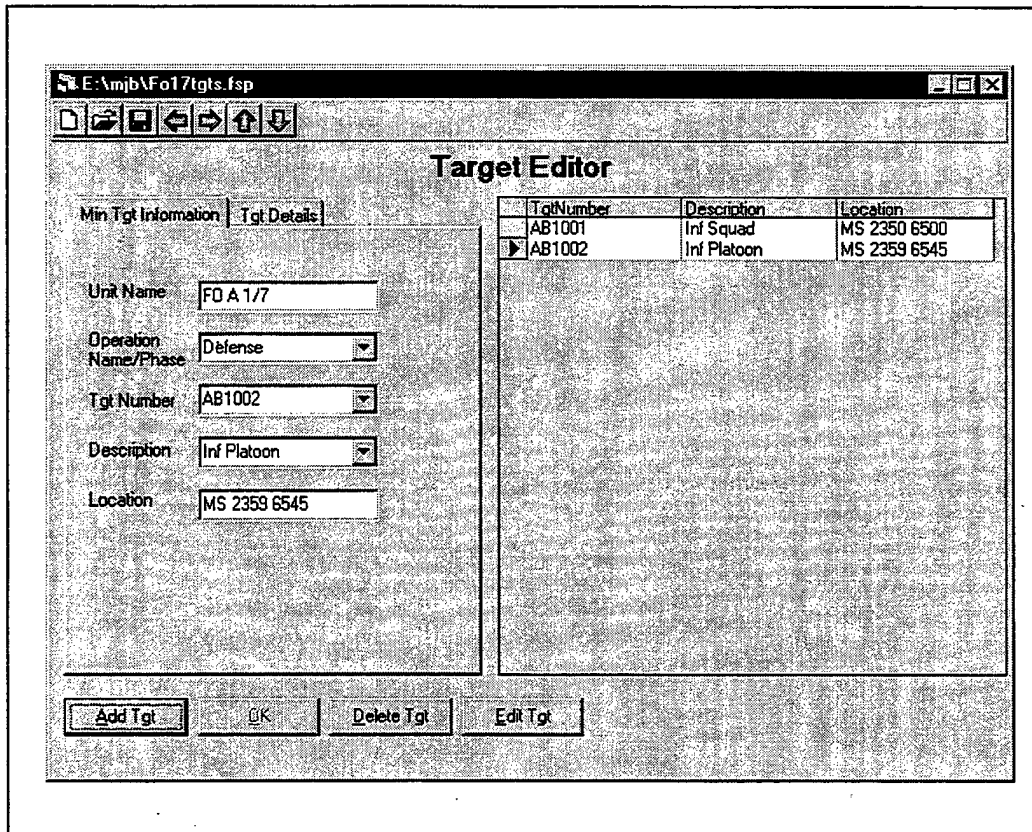 E:\mjb\Fo17tgts.fsp
Target Editor
Min Tgt Information
Tgt Details
Unit Name
FO A 1/7
Operation
Name/Phase
Defense
Tgt Number
AB1002
Description
Inf Platoon
Location
MS 2359 6545
TgtNumber Description Location
AB1001 Inf Squad MS 2350 6500
AB1002 Inf Platoon MS 2359 6545
Add Tgt
OK
Delete Tgt
Edit Tgt